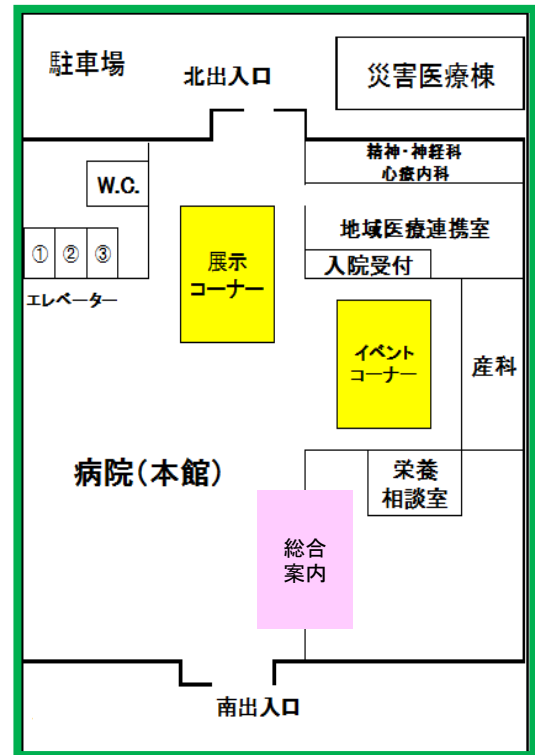 駐車場
北出入口
災害医療棟
精神・神経科
心療内科
W.C.
地域医療連携室
① ② ③
展示
コーナー
入院受付
エレベーター
イベント
コーナー
産科
病院(本館)
栄養
相談室
総合
案内
南出入口